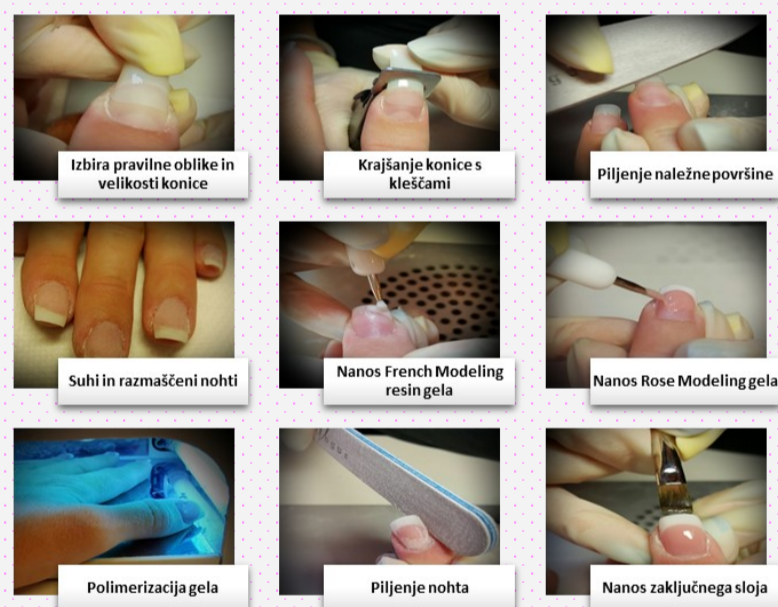 Izbira pravilne oblike in
velikosti konice
Krajšanje konice s
kleščami
Piljenje naležne površine
Suhi in razmaščeni nohti
Nanos French Modeling
resin gela
Nanos Rose Modeling gela
Polimerizacija gela
Piljenje nohta
Nanos zaključnega sloja